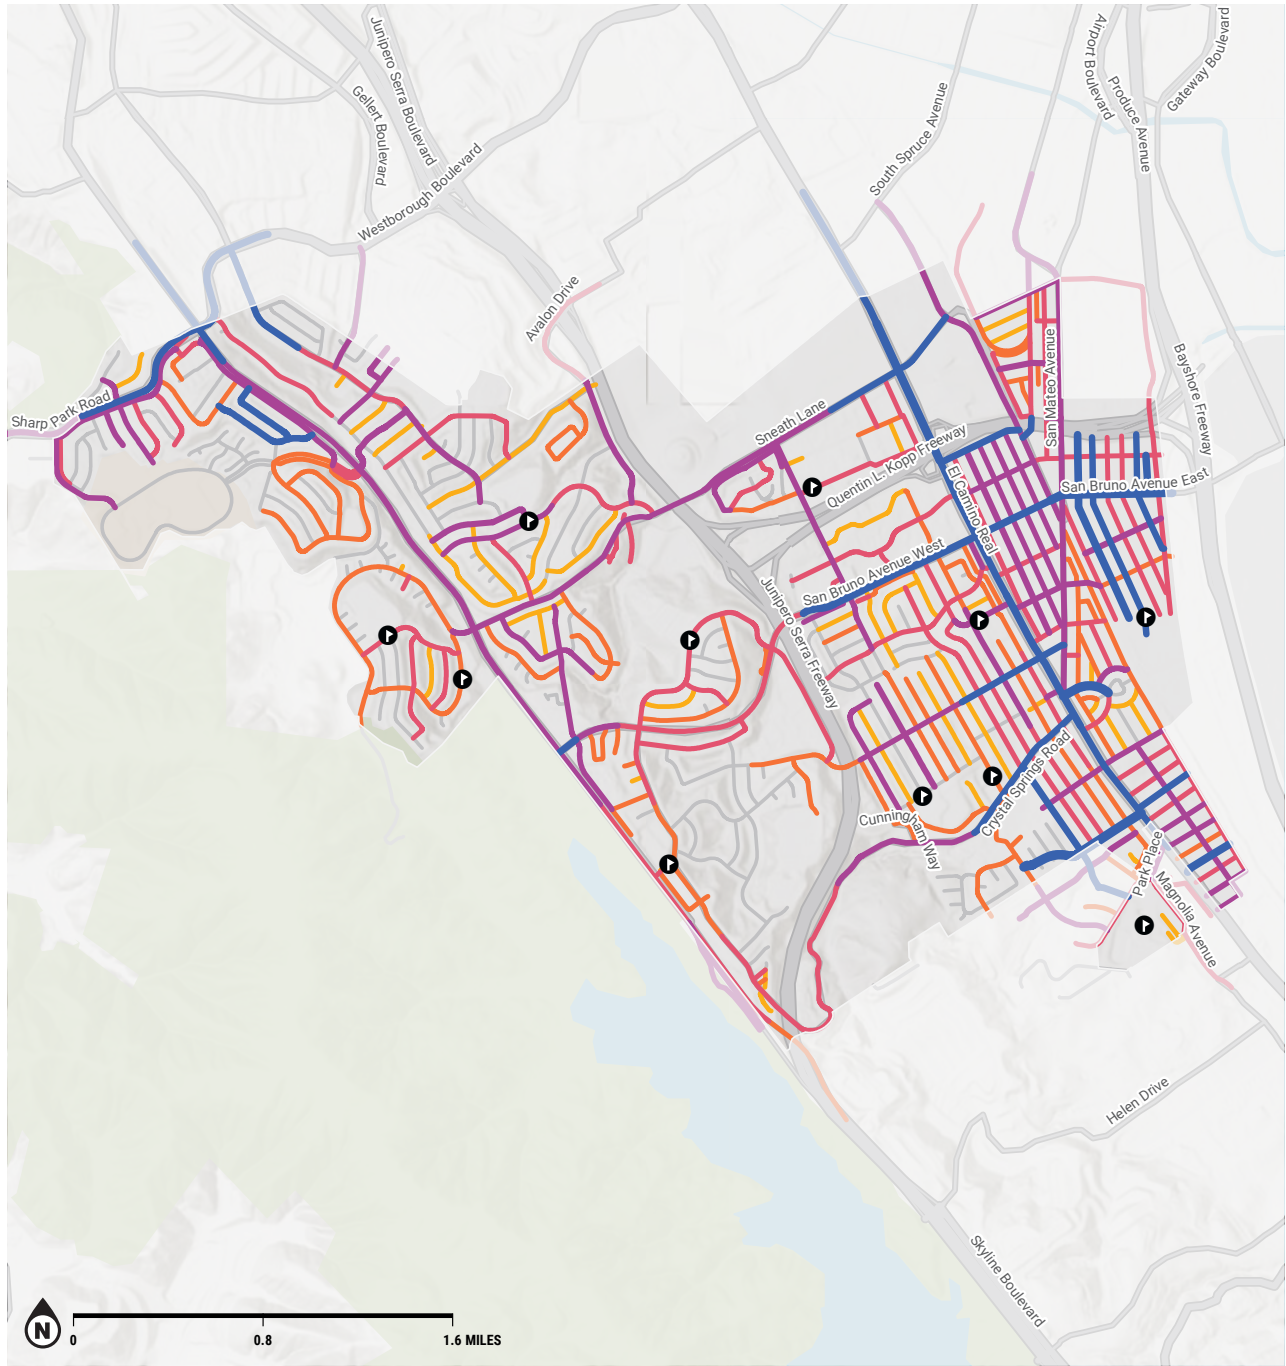 Junipero Serra Boulevard
Gellert Boulevard
Westborough Boulevard
Airport Boulevard
Produce Avenue
Gateway Boulevard
South Spruce Avenue
Avalon Drive
Bayshore Freeway
San Mateo Avenue
Sharp Park Road
Sneath Lane
Quentin L. Kopp Freeway
El Camino Real
San Bruno Avenue East
San Bruno Avenue West
Junipero Serra Freeway
Crystal Springs Road
Cunningham Way
Park Place
Magnolia Avenue
Helen Drive
Skyline Boulevard
N
0 0.8 1.6 MILES